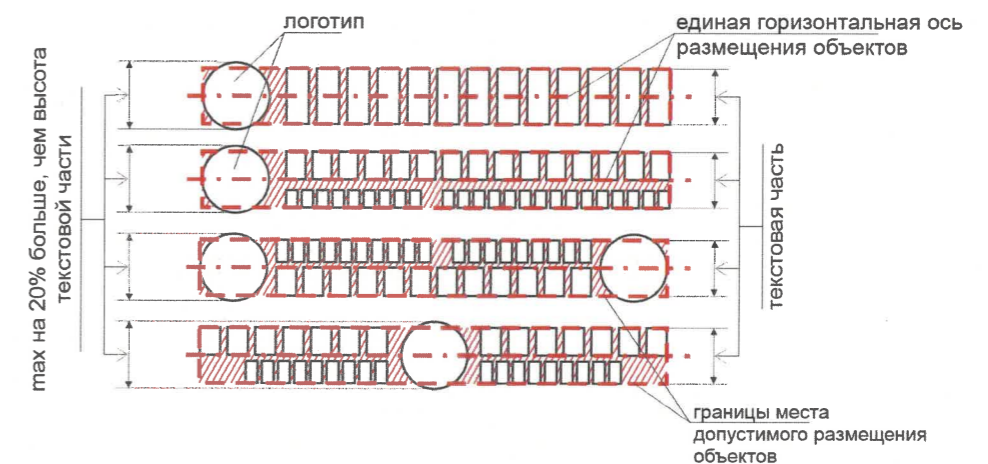 логотип
единая горизонтальная ось
размещения объектов
max на 20% больше, чем высота
текстовой части
текстовая часть
границы места
допустимого размещения
объектов